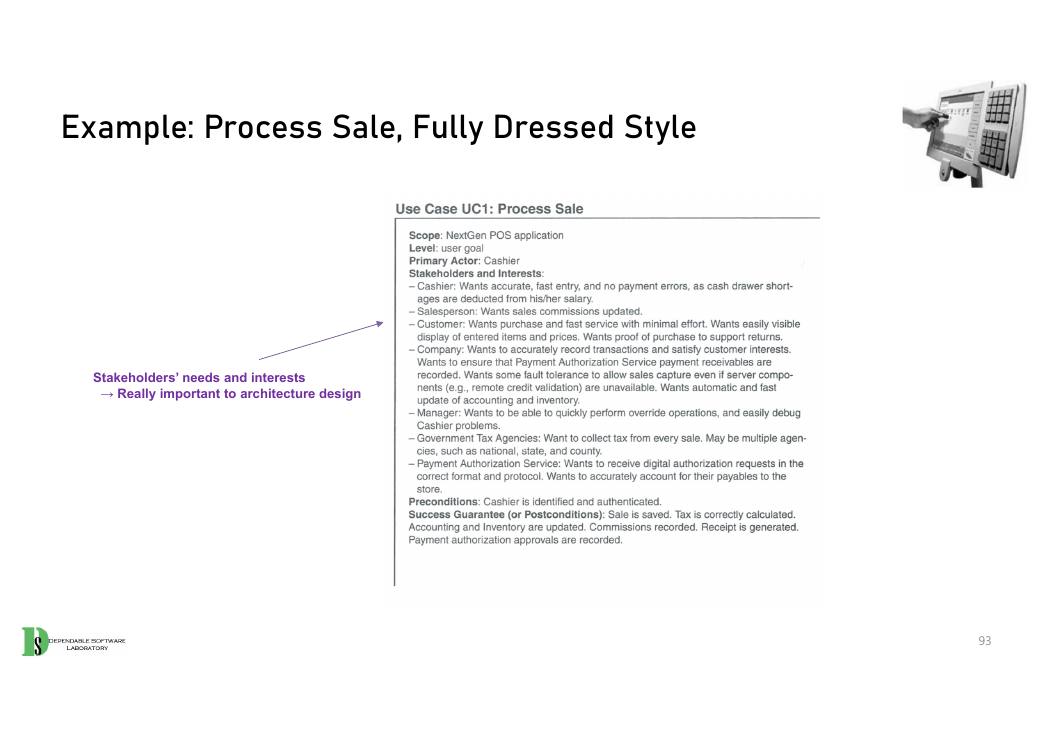 Example: Process Sale, Fully Dressed Style
Use Case UC1: Process Sale
Scope: NextGen POS application
Level: user goal
Primary Actor: Cashier
Stakeholders and Interests:
– Cashier: Wants accurate, fast entry, and no payment errors, as cash drawer short-
ages are deducted from his/her salary.
– Salesperson: Wants sales commissions updated.
– Customer: Wants purchase and fast service with minimal effort. Wants easily visible
display of entered items and prices. Wants proof of purchase to support returns.
– Company: Wants to accurately record transactions and satisfy customer interests.
Wants to ensure that Payment Authorization Service payment receivables are
recorded. Wants some fault tolerance to allow sales capture even if server compo-
nents (e.g., remote credit validation) are unavailable. Wants automatic and fast
update of accounting and inventory.
– Manager: Wants to be able to quickly perform override operations, and easily debug
Cashier problems.
– Government Tax Agencies: Want to collect tax from every sale. May be multiple agen-
cies, such as national, state, and county.
– Payment Authorization Service: Wants to receive digital authorization requests in the
correct format and protocol. Wants to accurately account for their payables to the
store.
Preconditions: Cashier is identified and authenticated.
Success Guarantee (or Postconditions): Sale is saved. Tax is correctly calculated.
Accounting and Inventory are updated. Commissions recorded. Receipt is generated.
Payment authorization approvals are recorded.
Stakeholders' needs and interests
→ Really important to architecture design
DS
DEPENDABLE SOFTWARE
LABORATORY
93